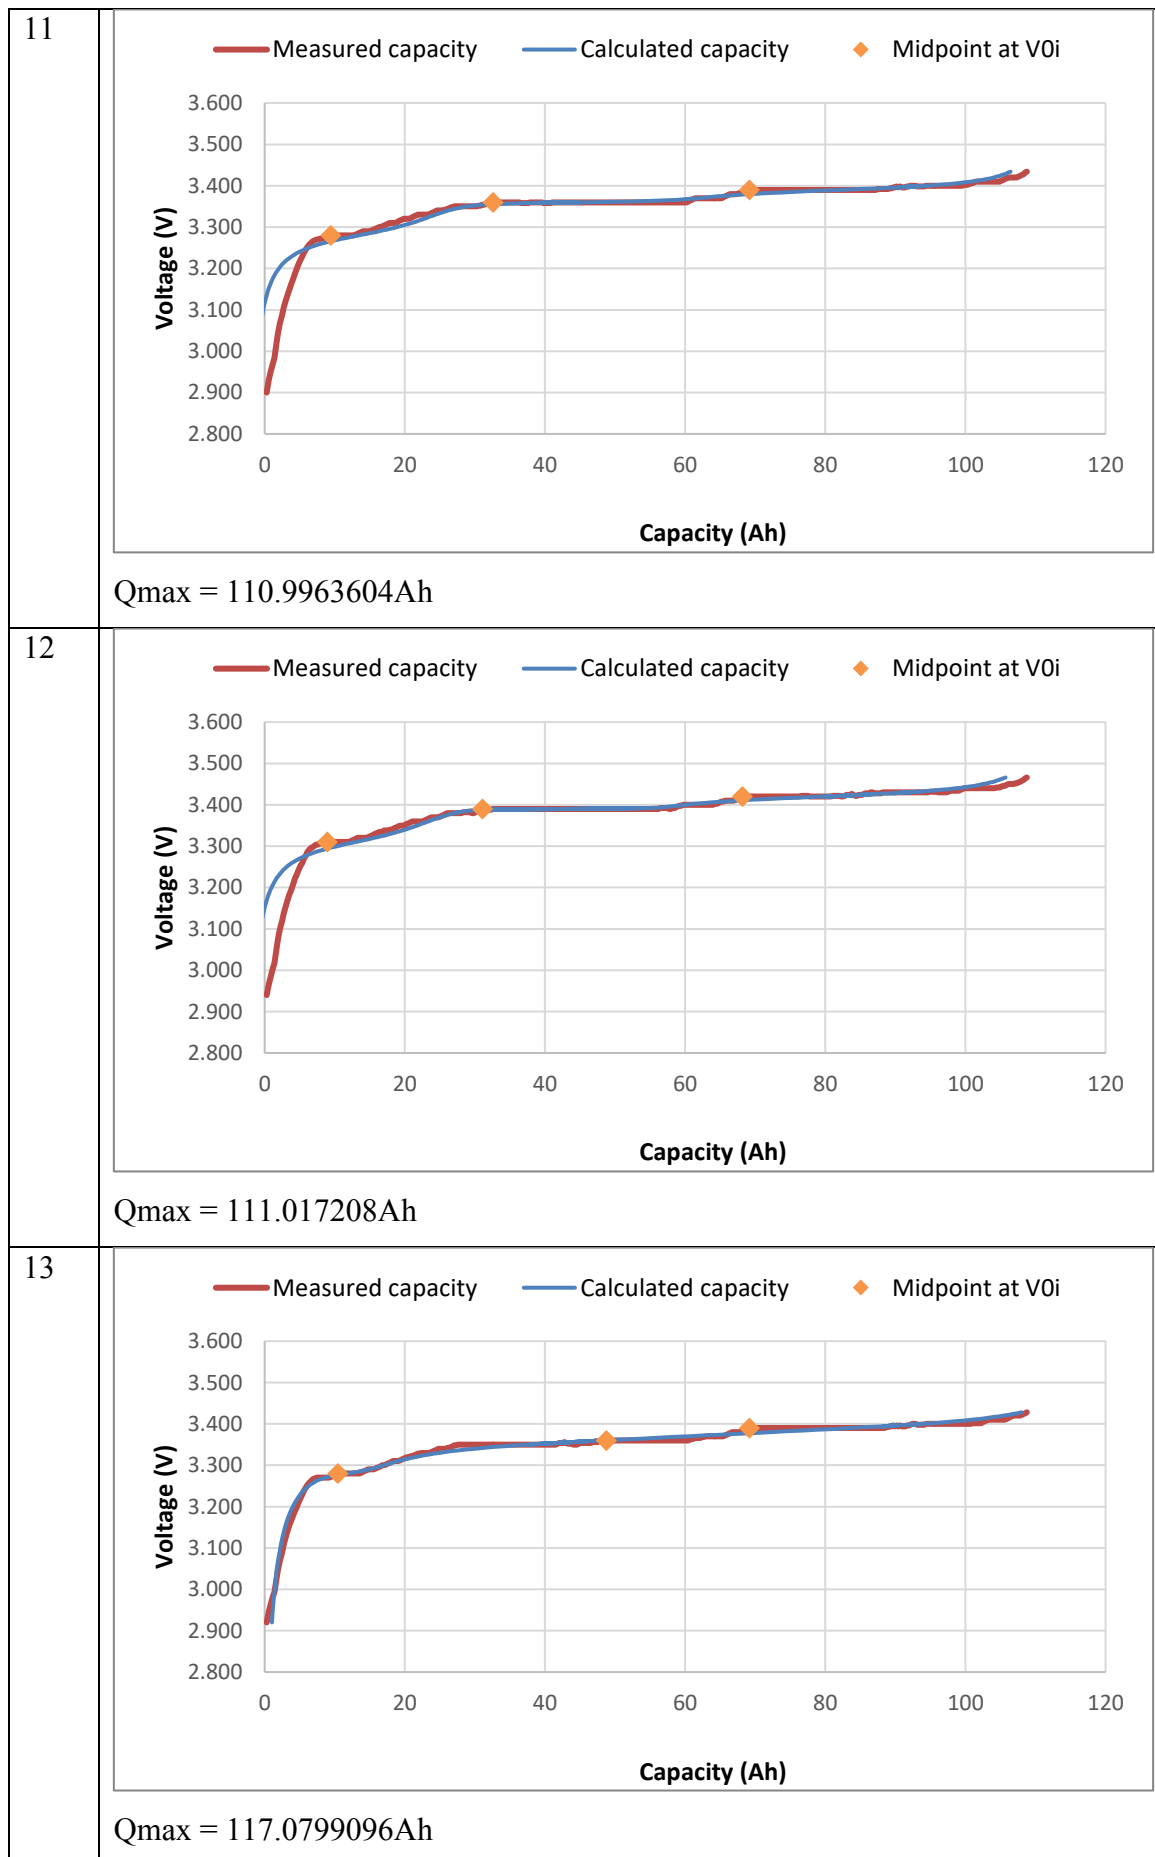 11
Measured capacity Calculated capacity Midpoint at V0i
3.600
3.500
3.400
3.300
3.200
3.100
3.000
2.900
2.800
Voltage (V)
0 20 40 60 80 100 120
Capacity (Ah)
Qmax = 110.9963604Ah
12
Measured capacity Calculated capacity Midpoint at V0i
3.600
3.500
3.400
3.300
3.200
3.100
3.000
2.900
2.800
Voltage (V)
0 20 40 60 80 100 120
Capacity (Ah)
Qmax = 111.017208Ah
13
Measured capacity Calculated capacity Midpoint at V0i
3.600
3.500
3.400
3.300
3.200
3.100
3.000
2.900
2.800
Voltage (V)
0 20 40 60 80 100 120
Capacity (Ah)
Qmax = 117.0799096Ah